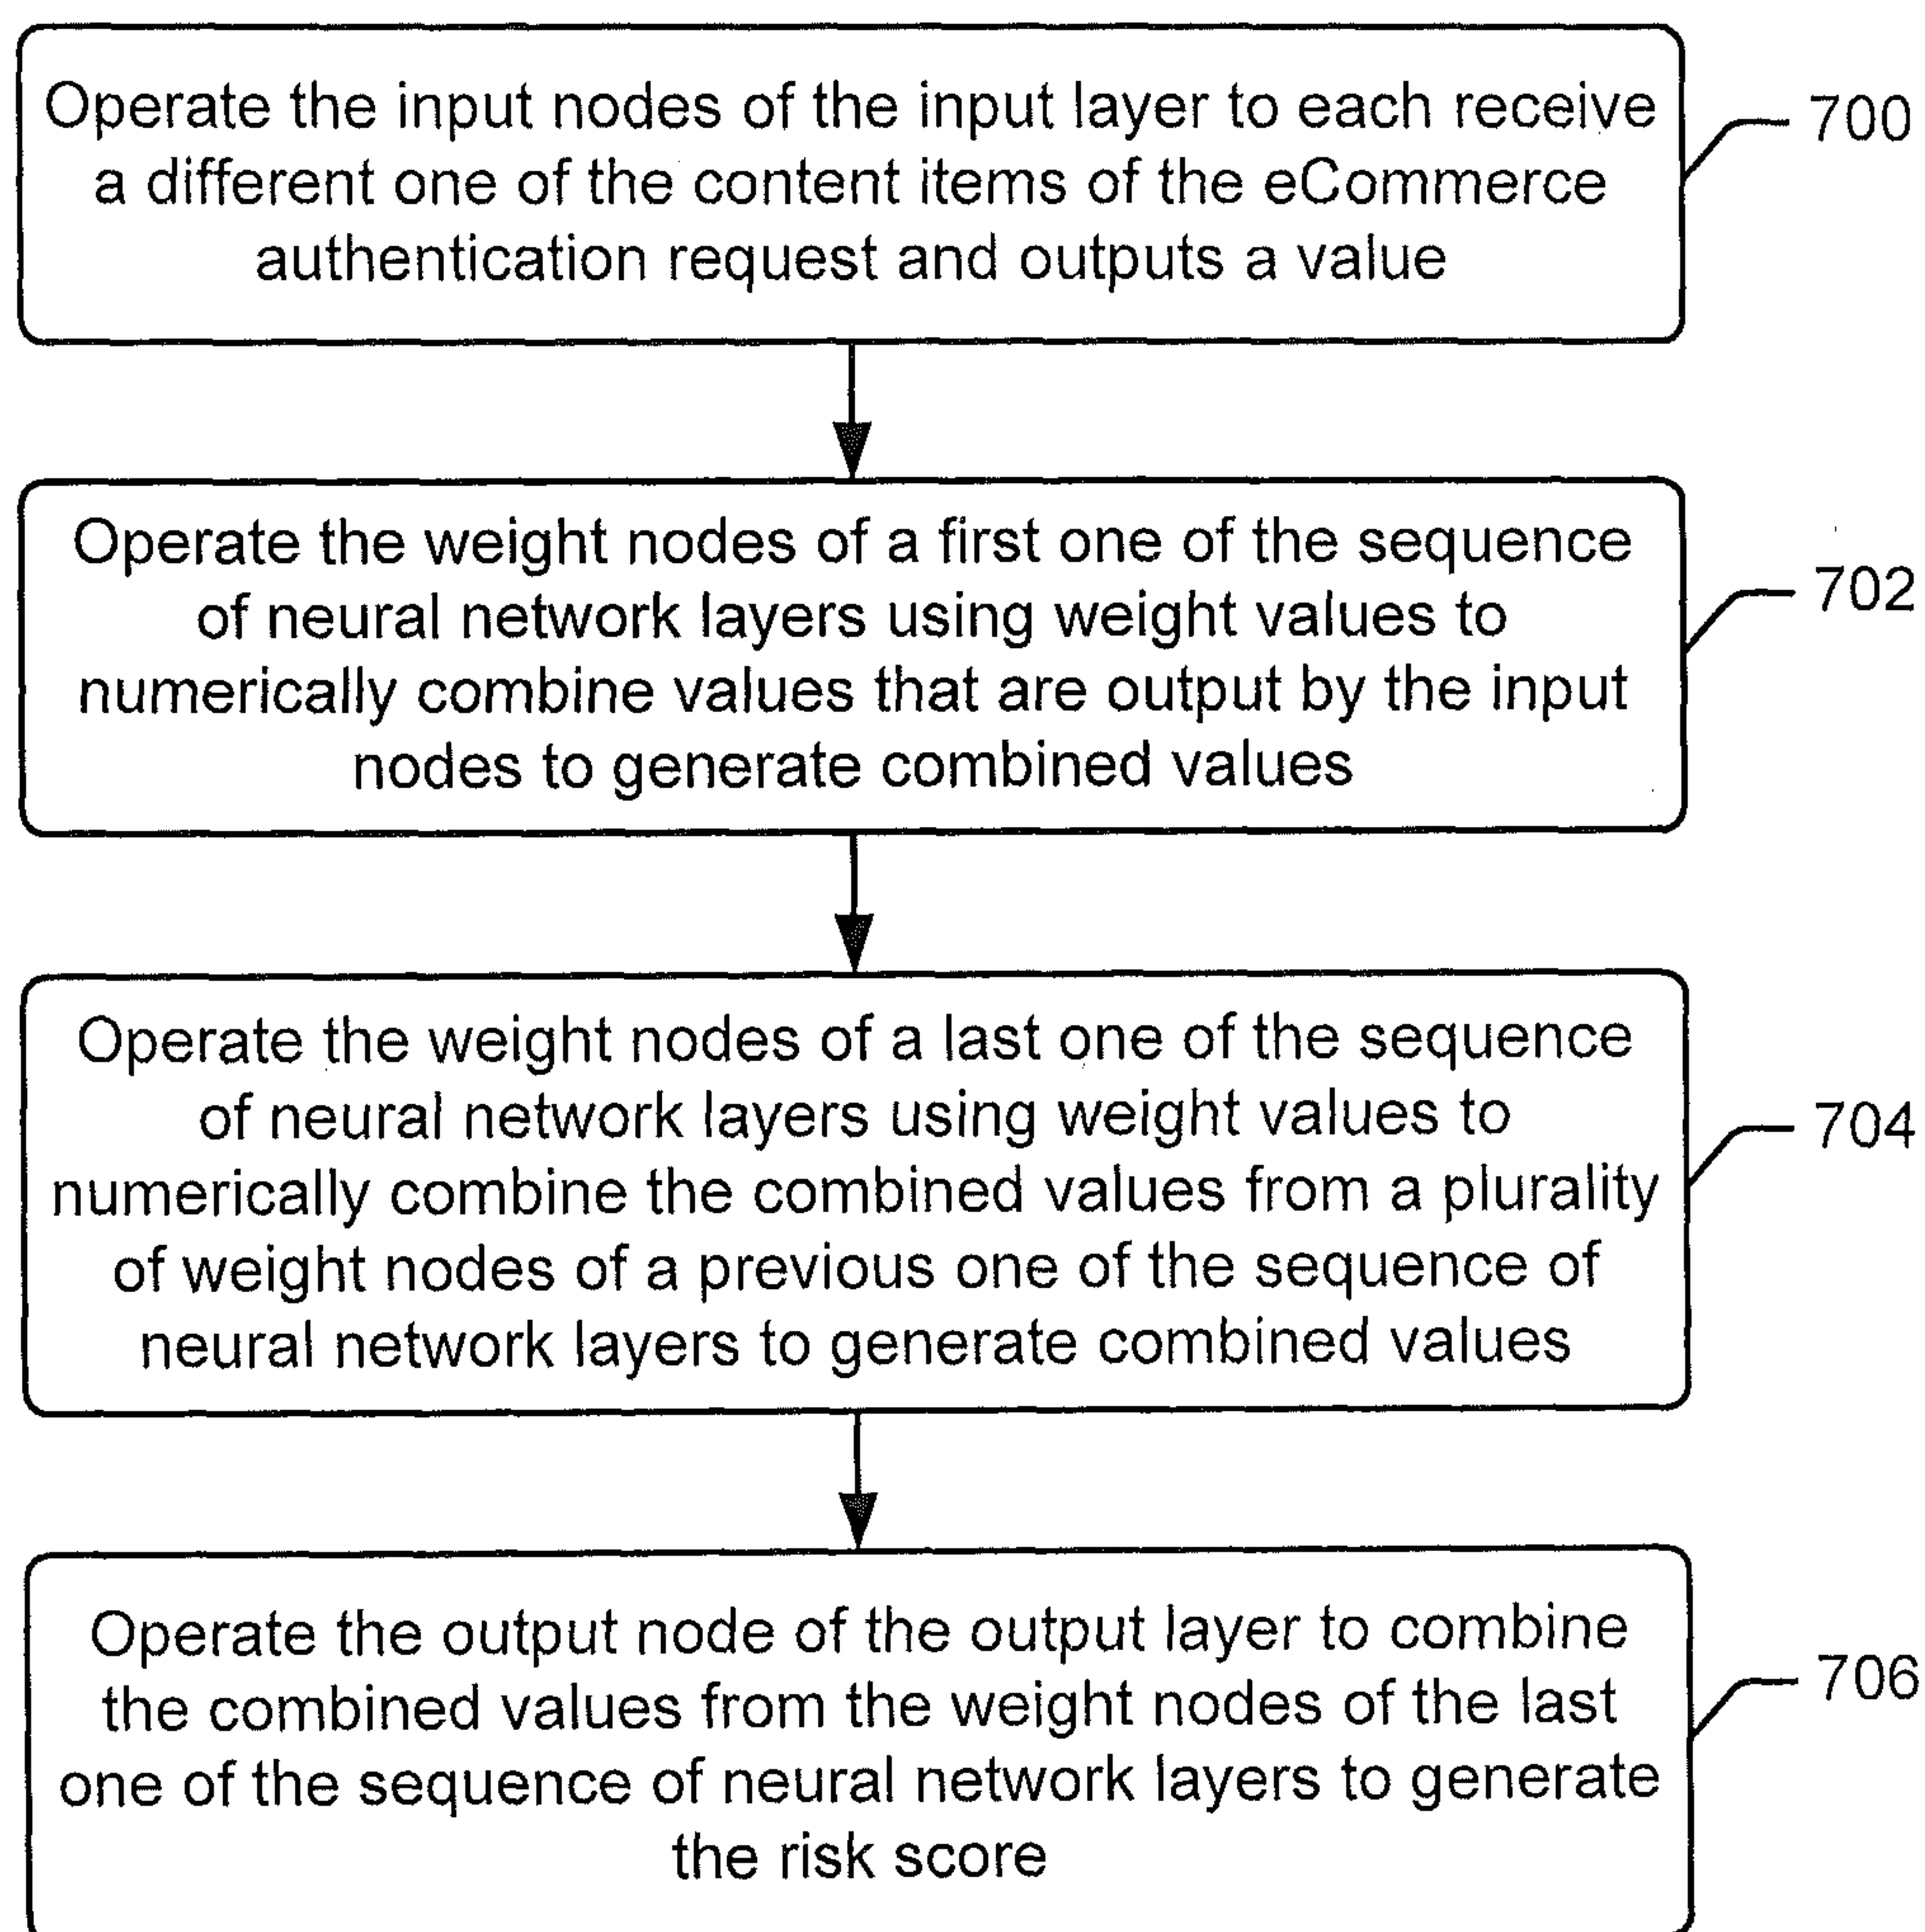 Operate the input nodes of the input layer to each receive
a different one of the content items of the eCommerce
authentication request and outputs a value
700
Operate the weight nodes of a first one of the sequence
of neural network layers using weight values to
numerically combine values that are output by the input
nodes to generate combined values
702
Operate the weight nodes of a last one of the sequence
of neural network layers using weight values to
numerically combine the combined values from a plurality
of weight nodes of a previous one of the sequence of
neural network layers to generate combined values
704
Operate the output node of the output layer to combine
the combined values from the weight nodes of the last
one of the sequence of neural network layers to generate
the risk score
706